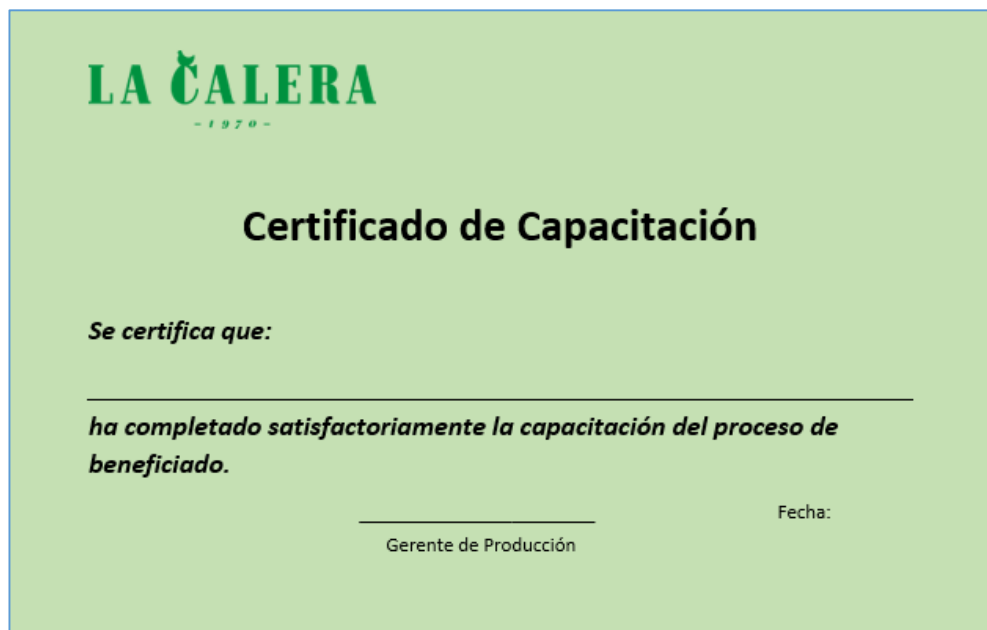 LA CALERA
-1970-
Certificado de Capacitación
Se certifica que:
ha completado satisfactoriamente la capacitación del proceso de
beneficiado.
Fecha:
Gerente de Producción